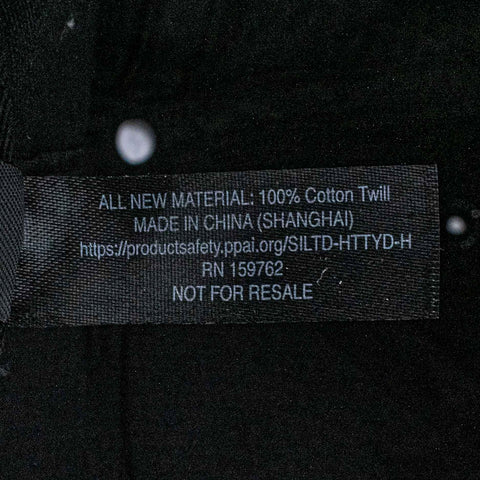 ALL NEW MATERIAL: 100% Cotton Twill
MADE IN CHINA (SHANGHAI)
https://productsafety.ppai.org/SILTD-HTTYD-H
RN 159762
NOT FOR RESALE